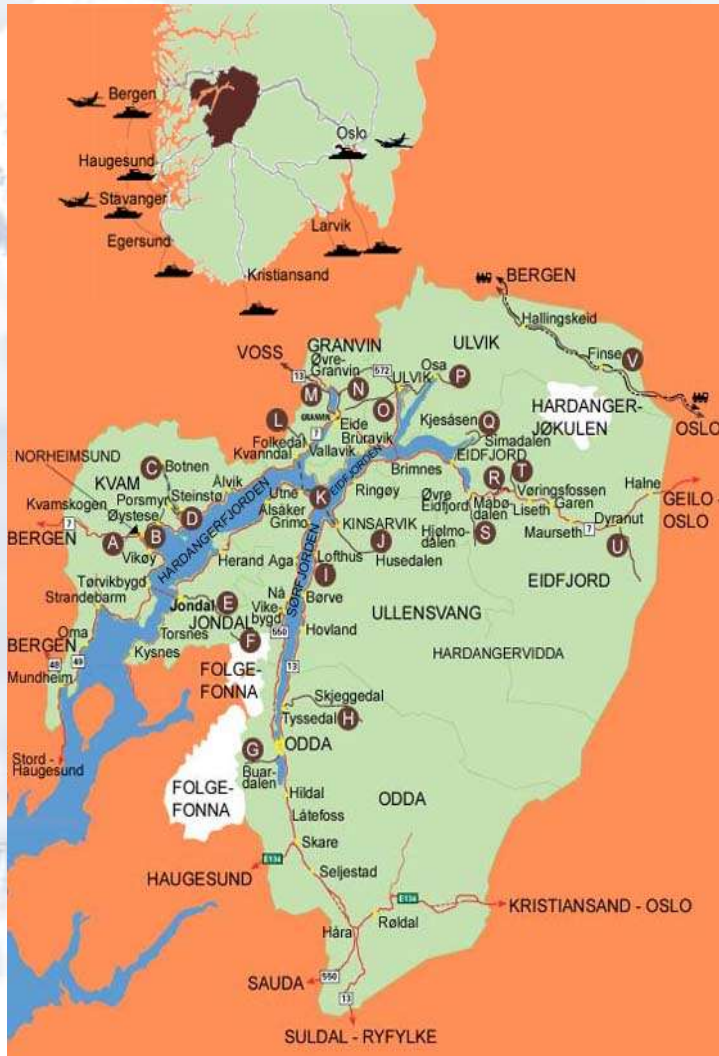 Bergen
Oslo
Haugesund
Stavanger
Egersund
Larvik
Kristiansand
BERGEN
Hallingskeid
GRANVIN
ULVIK
VOSS
Øvre-
Granvin
13
572
Osa
Finse
V
M
N
ULVIK
P
O
GRANVIN
L
Eide
Kjesåsen
Q
HARDANGER-
JØKULEN
Folkedal
7
Bruravik
Simadalen
OSLO
NORHEIMSUND
Kvanndal
Vallavik
EIDFJORD
C
Botnen
KVAM
Ålvik
Brimnes
R
T
Halne
Porsmyr
Steinstø
Utne
K
EIDFJORDEN
Ringøy
Øvre
Eidfjord
Måbø
dalen
Vøringsfossen
Kvamskogen
Øystese
D
HARDANGERFJORDEN
Ålsåker
Liseth
Garen
GEILO
OSLO
7
Grimo
KINSARVIK
Hjølmo-
dålen
S
Maurseth
7
Dyranut
BERGEN
A
B
Vikøy
J
U
Herand
Aga
Lofthus
Husedalen
EIDFJORD
Tørvikbygd
SØRFJORDEN
I
Strandebarm
Jondal
E
Nå
Børve
ULLENSVANG
JONDAL
Vike-
bygd
Oma
Torsnes
F
550
Hovland
BERGEN
Kysnes
FOLGE-
FONNA
HARDANGERVIDDA
48
49
13
Mundheim
Skjeggedal
Tyssedal
H
Stord -
Haugesund
G
ODDA
Buar-
dalen
FOLGE-
FONNA
Hildal
ODDA
Låtefoss
Skare
E134
HAUGESUND
Seljestad
E134
KRISTIANSAND - OSLO
Røldal
Håra
550
SAUDA
13
SULDAL - RYFYLKE